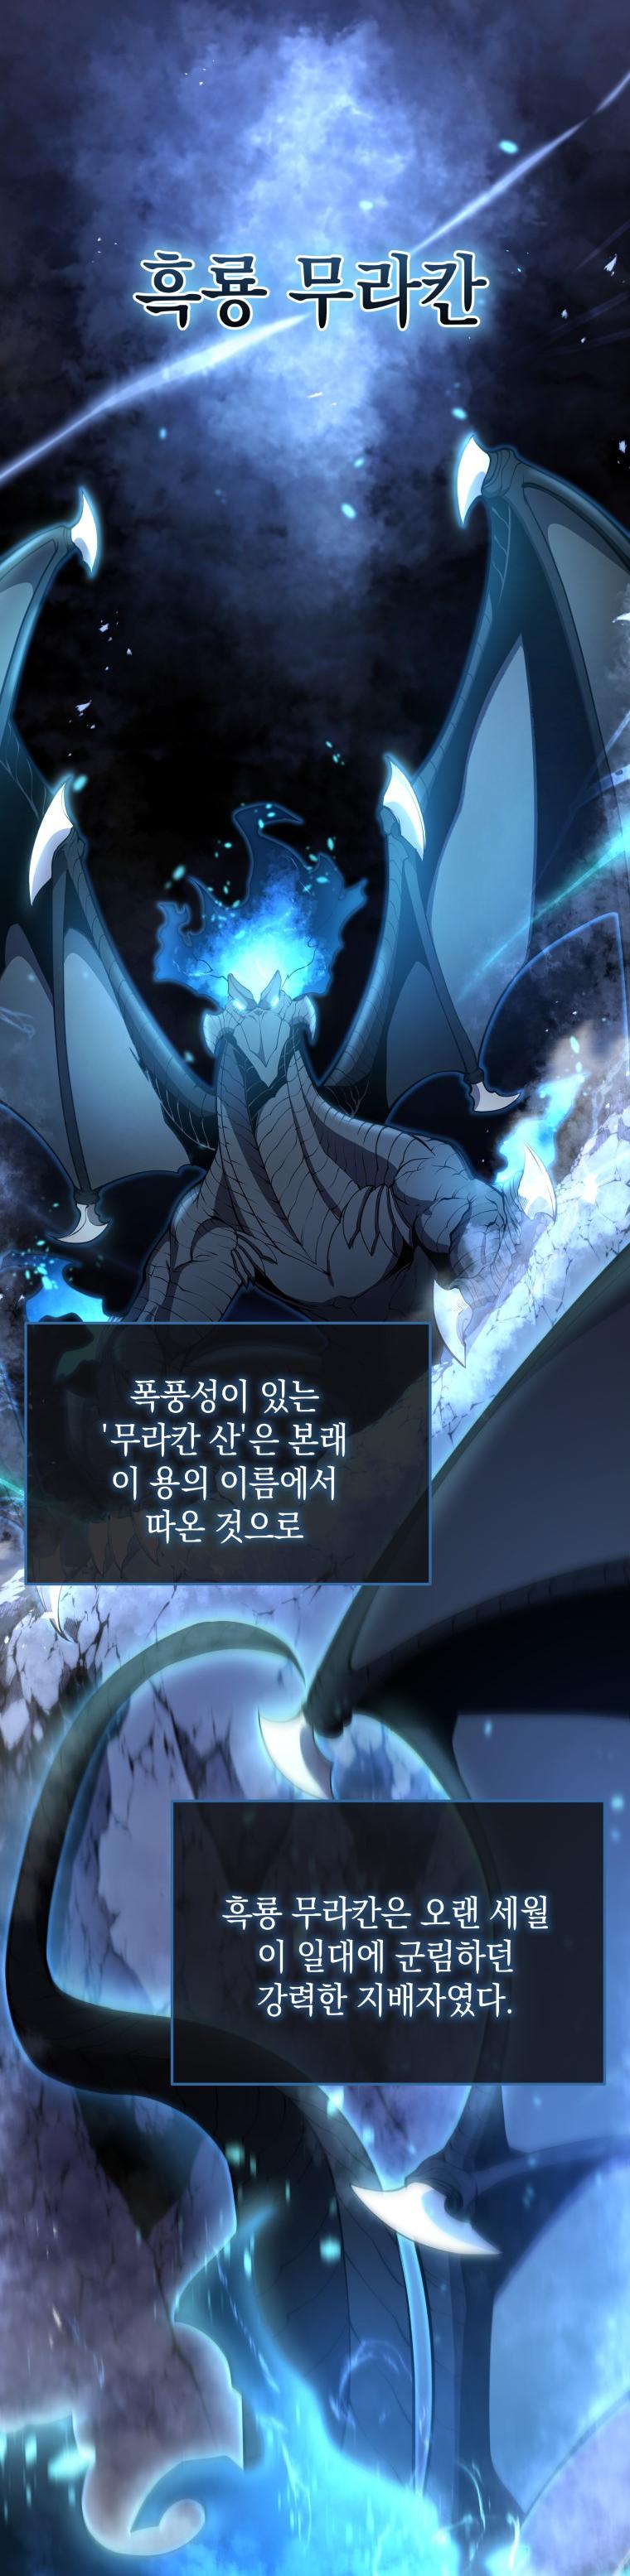 흑룡 무라칸
폭풍성이 있는
'무라칸 산'은 본래
이 용의 이름에서
따온 것으로
흑룡 무라칸은 오랜 세월
이 일대에 군림하던
강력한 지배자였다.